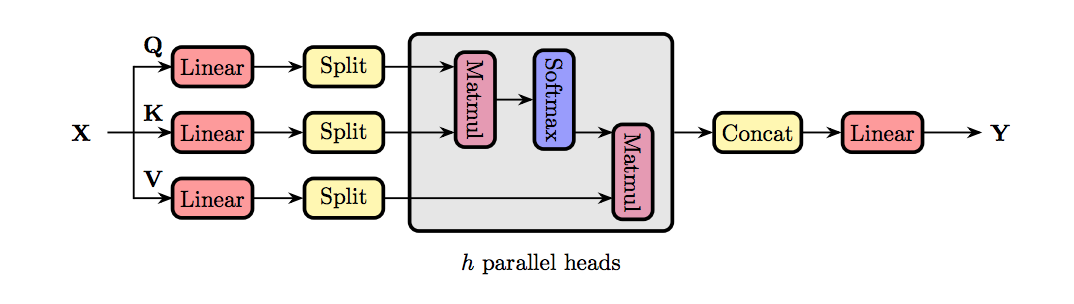 Q
Linear
Split
K
X
Linear
Split
V
Linear
Split
Matmul
Softmax
Matmul
Concat
Linear
Y
h parallel heads